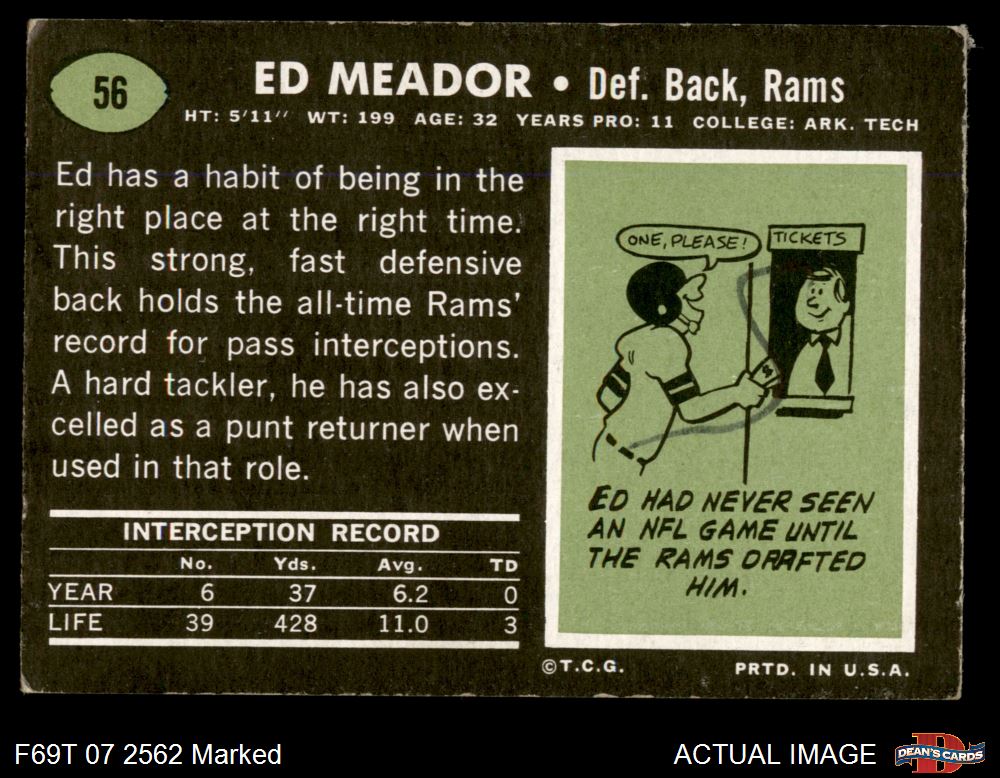 56
ED MEADOR • Def. Back, Rams
HT: 5'11" WT: 199 AGE: 32 YEARS PRO: 11 COLLEGE: ARK. TECH
Ed has a habit of being in the
right place at the right time.
This strong, fast defensive
back holds the all-time Rams'
record for pass interceptions.
A hard tackler, he has also ex-
celled as a punt returner when
used in that role.
INTERCEPTION RECORD
No. Yds. Avg. TD
YEAR 6 37 6.2 0
LIFE 39 428 11.0 3
ONE, PLEASE!
TICKETS
$
ED HAD NEVER SEEN
AN NFL GAME UNTIL
THE RAMS DRAFTED
HIM.
©T.C.G. PRTD. IN U.S.A.
F69T 07 2562 Marked
ACTUAL IMAGE
DEAN'S CARDS